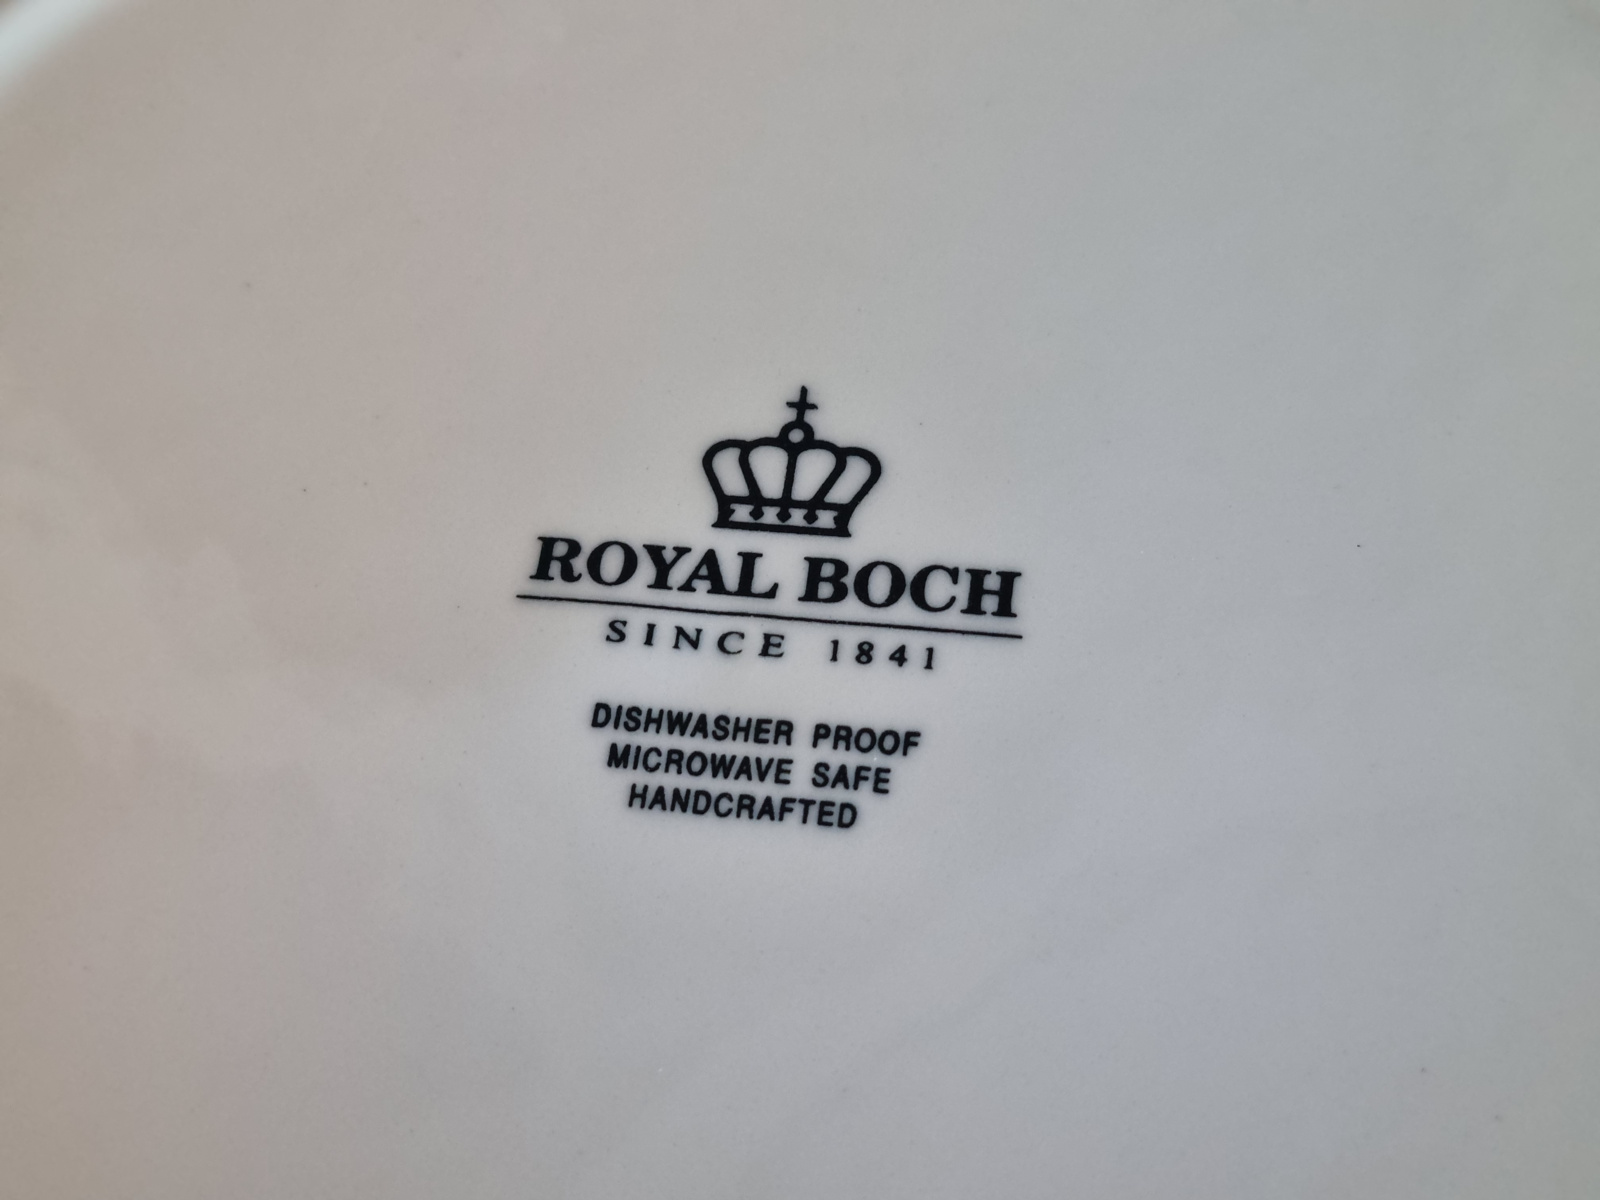 ROYAL BOCH
SINCE 1841
DISHWASHER PROOF
MICROWAVE SAFE
HANDCRAFTED